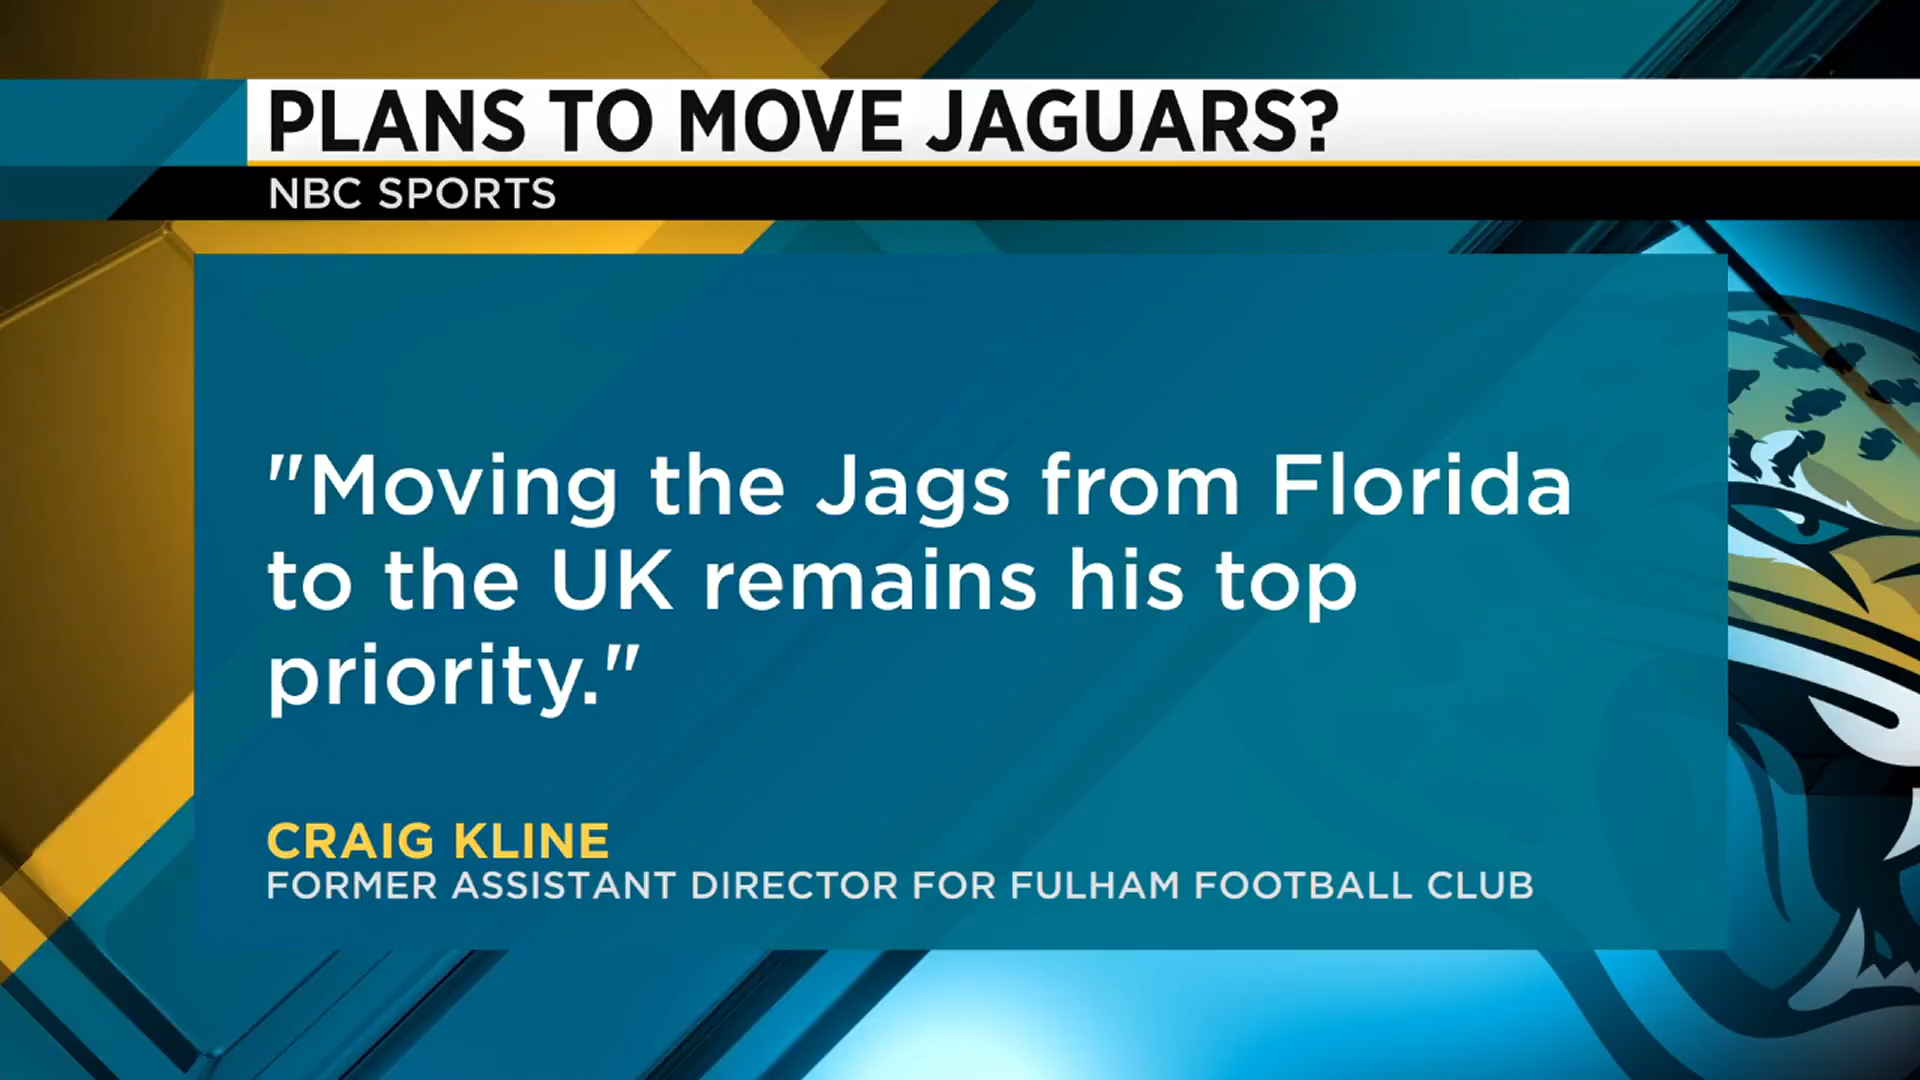 PLANS TO MOVE JAGUARS?
NBC SPORTS
"Moving the Jags from Florida
to the UK remains his top
priority."
CRAIG KLINE
FORMER ASSISTANT DIRECTOR FOR FULHAM FOOTBALL CLUB